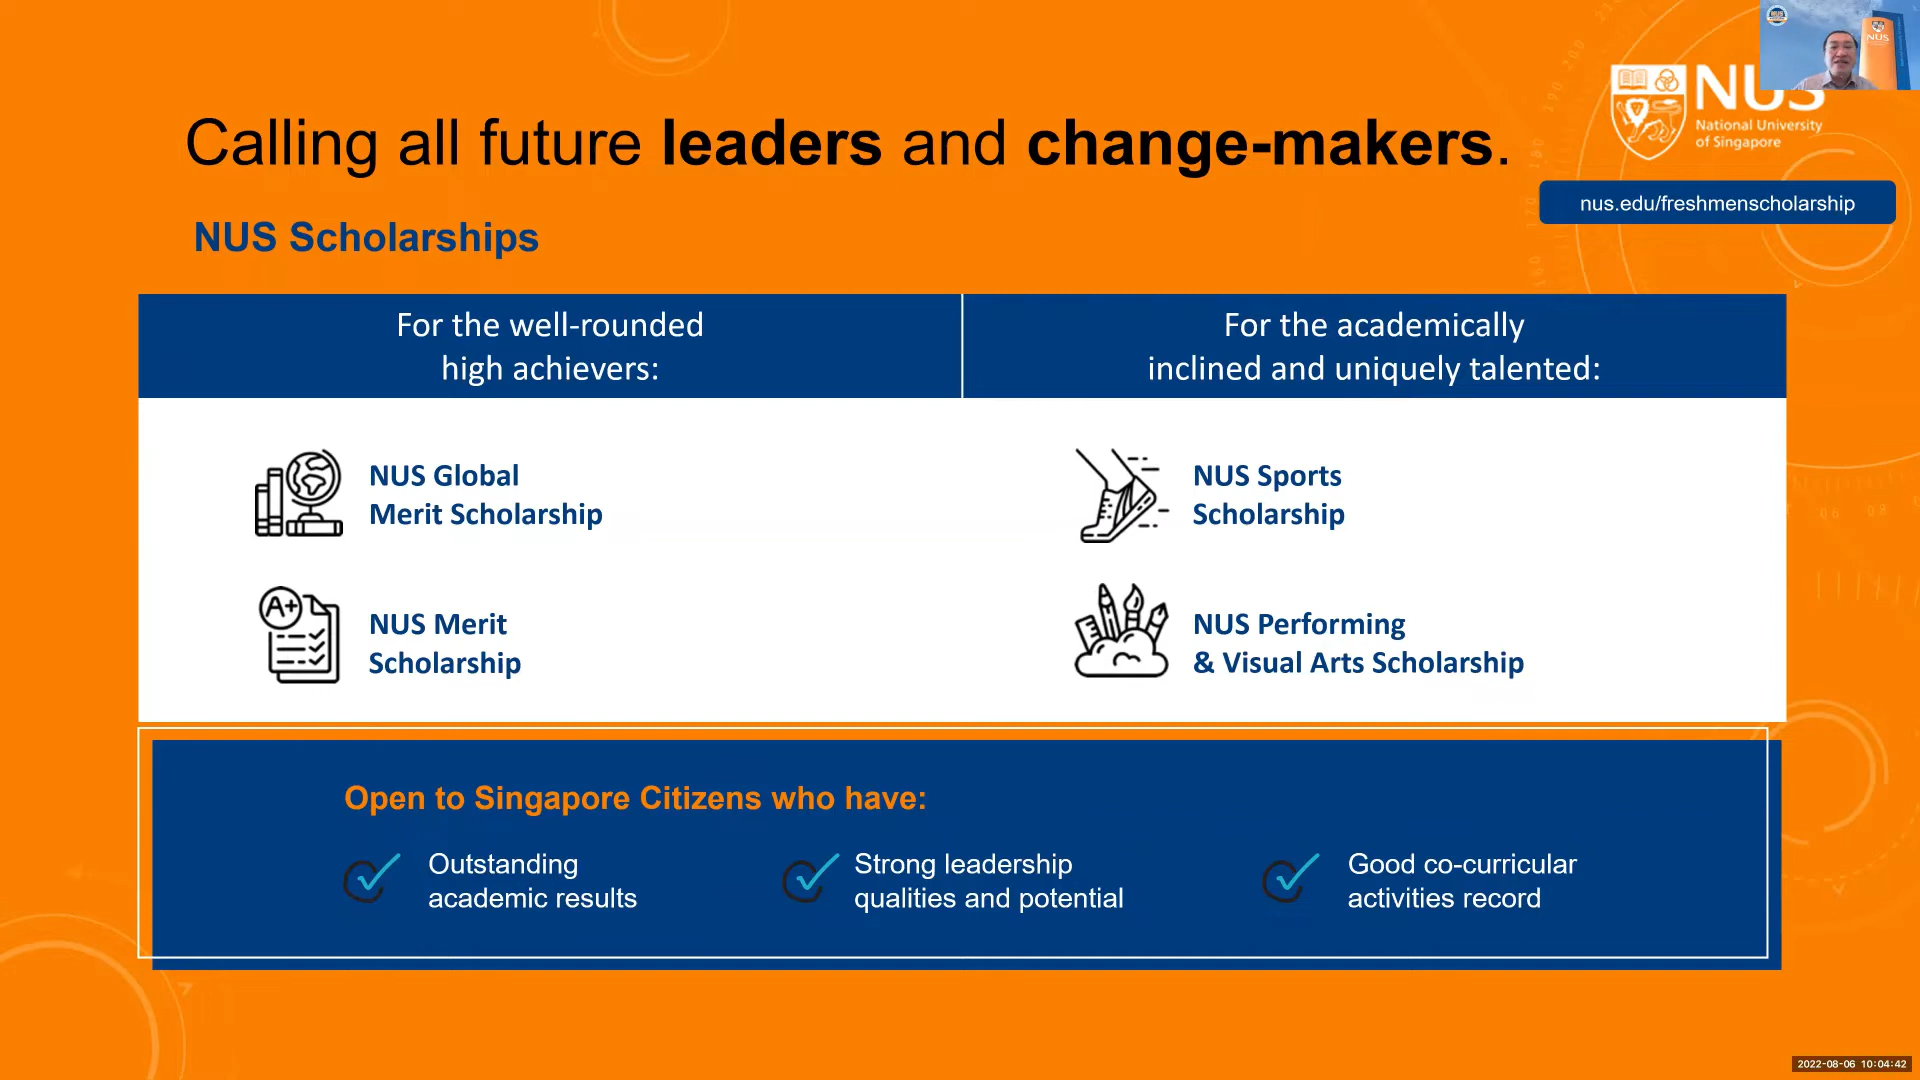 Calling all future leaders and change-makers.
NUS
National University
of Singapore
NUS
NUS
nus.edu/freshmenscholarship
NUS Scholarships
For the well-rounded
high achievers:
For the academically
inclined and uniquely talented:
NUS Global
Merit Scholarship
NUS Sports
Scholarship
A+
NUS Merit
Scholarship
NUS Performing
& Visual Arts Scholarship
Open to Singapore Citizens who have:
Outstanding
academic results
Strong leadership
qualities and potential
Good co-curricular
activities record
2022-08-06 10:04:42